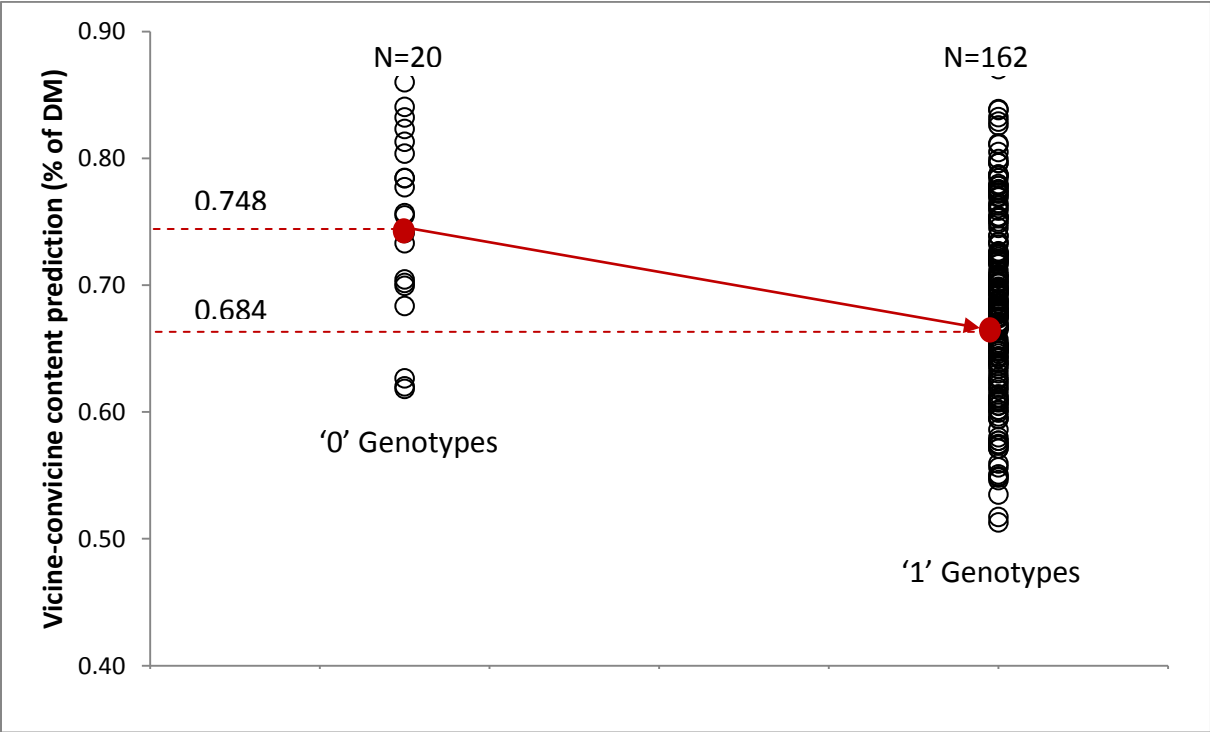 Vicine-convicine content prediction (% of DM)
0.90
0.80
0.70
0.60
0.50
0.40
N=20
N=162
0.748
0.684
‘0’ Genotypes
‘1’ Genotypes